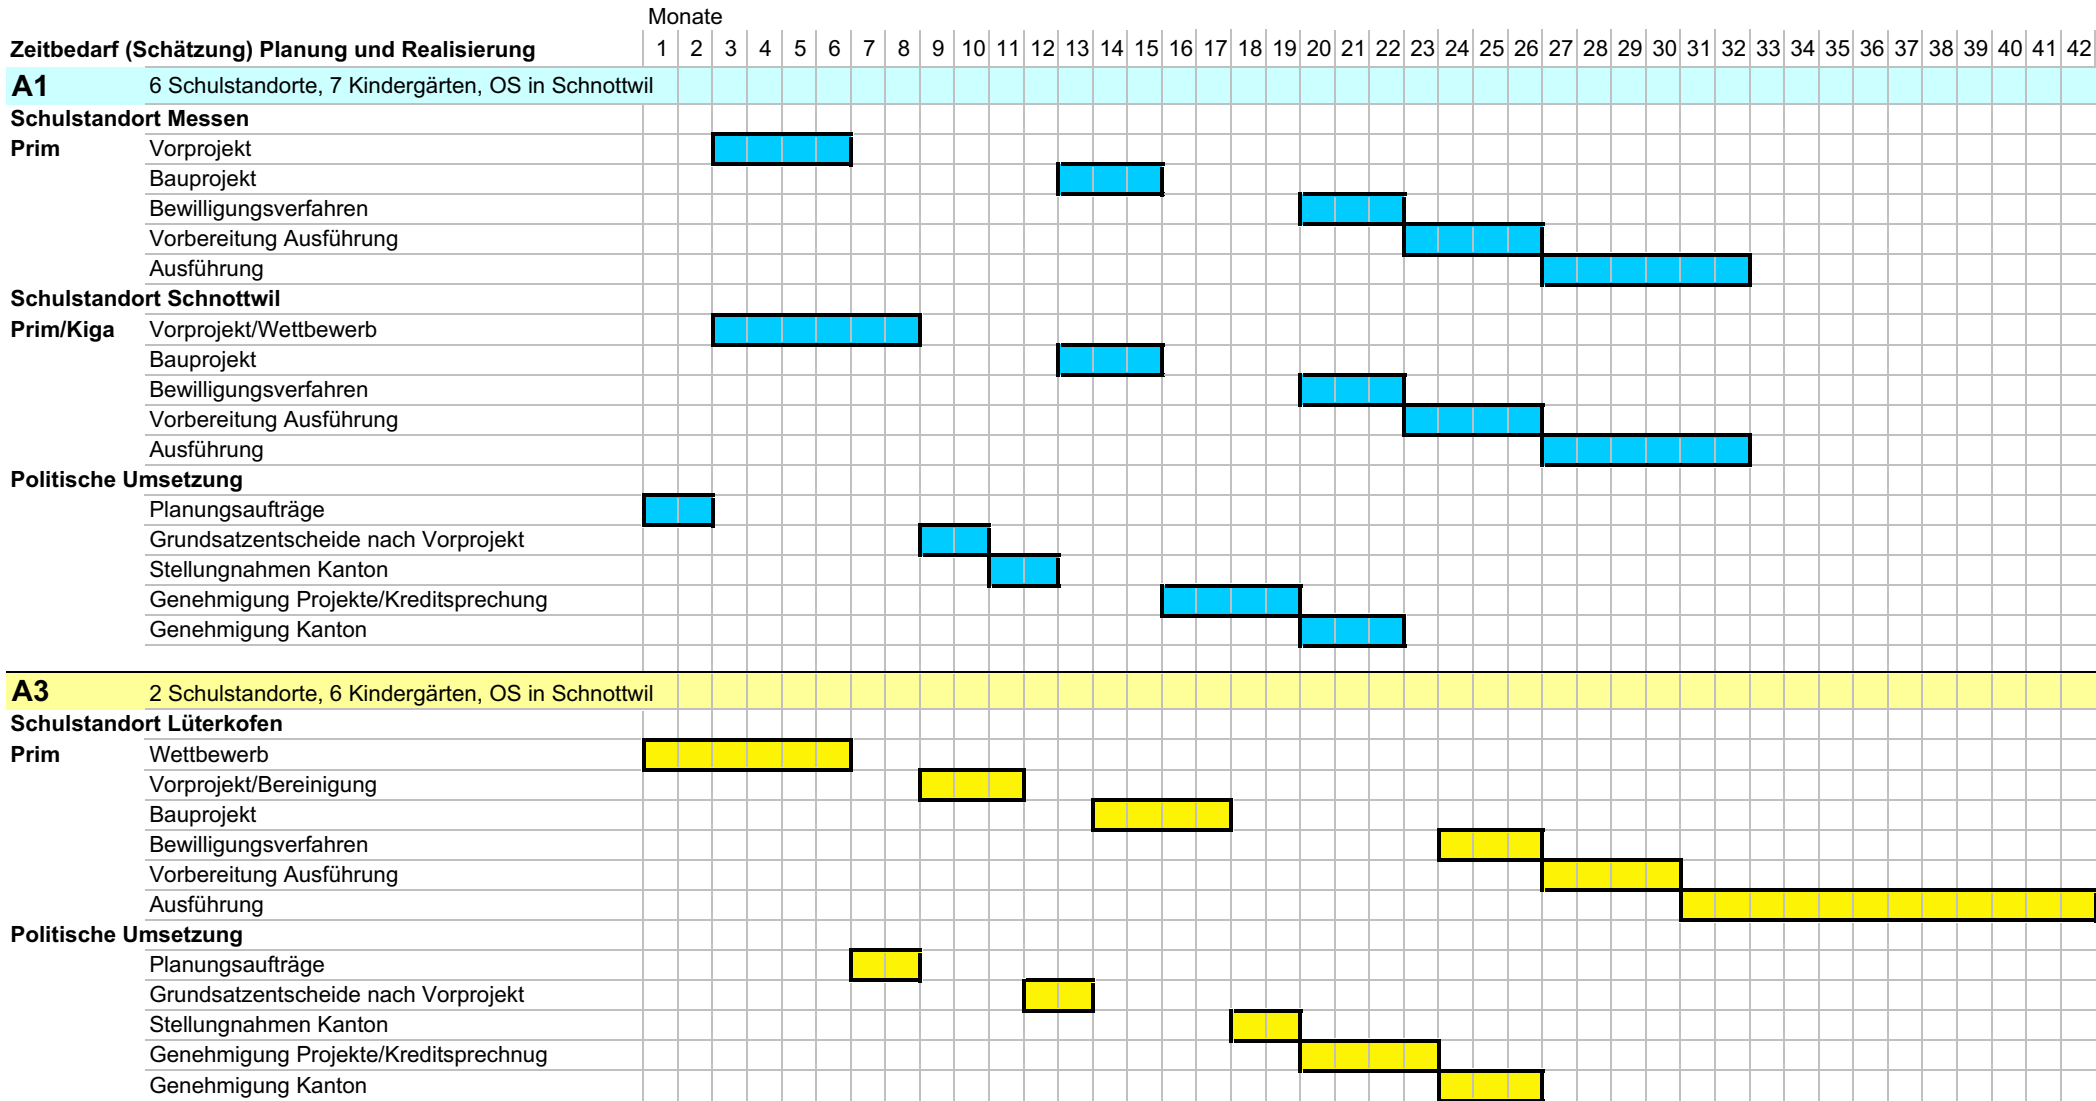 Monate
Zeitbedarf (Schätzung) Planung und Realisierung 1 2 3 4 5 6 7 8 9 10 11 12 13 14 15 16 17 18 19 20 21 22 23 24 25 26 27 28 29 30 31 32 33 34 35 36 37 38 39 40 41 42
A1 6 Schulstandorte, 7 Kindergärten, OS in Schnottwil
Schulstandort Messen
Prim Vorprojekt
Bauprojekt
Bewilligungsverfahren
Vorbereitung Ausführung
Ausführung
Schulstandort Schnottwil
Prim/Kiga Vorprojekt/Wettbewerb
Bauprojekt
Bewilligungsverfahren
Vorbereitung Ausführung
Ausführung
Politische Umsetzung
Planungsaufträge
Grundsatzentscheide nach Vorprojekt
Stellungnahmen Kanton
Genehmigung Projekte/Kreditsprechung
Genehmigung Kanton
A3 2 Schulstandorte, 6 Kindergärten, OS in Schnottwil
Schulstandort Lüterkofen
Prim Wettbewerb
Vorprojekt/Bereinigung
Bauprojekt
Bewilligungsverfahren
Vorbereitung Ausführung
Ausführung
Politische Umsetzung
Planungsaufträge
Grundsatzentscheide nach Vorprojekt
Stellungnahmen Kanton
Genehmigung Projekte/Kreditsprechnug
Genehmigung Kanton